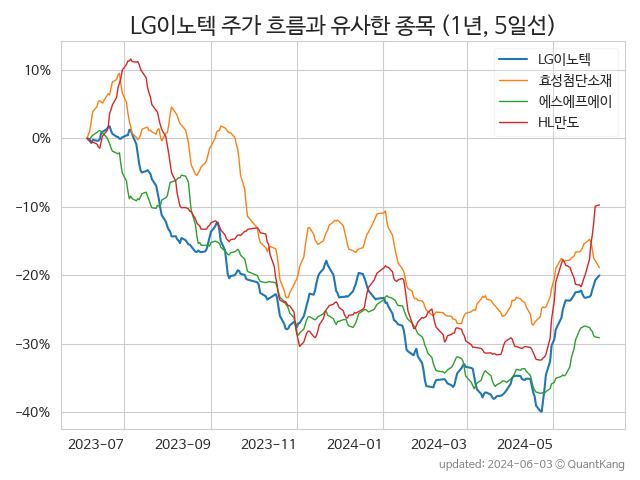 LG이노텍 주가 흐름과 유사한 종목 (1년, 5일선)
LG이노텍
효성첨단소재
에스에프에이
HL만도
10%
0%
−10%
−20%
−30%
−40%
2023−07
2023−09
2023−11
2024−01
2024−03
2024−05
updated: 2024-06-03 ⓒ QuantKang